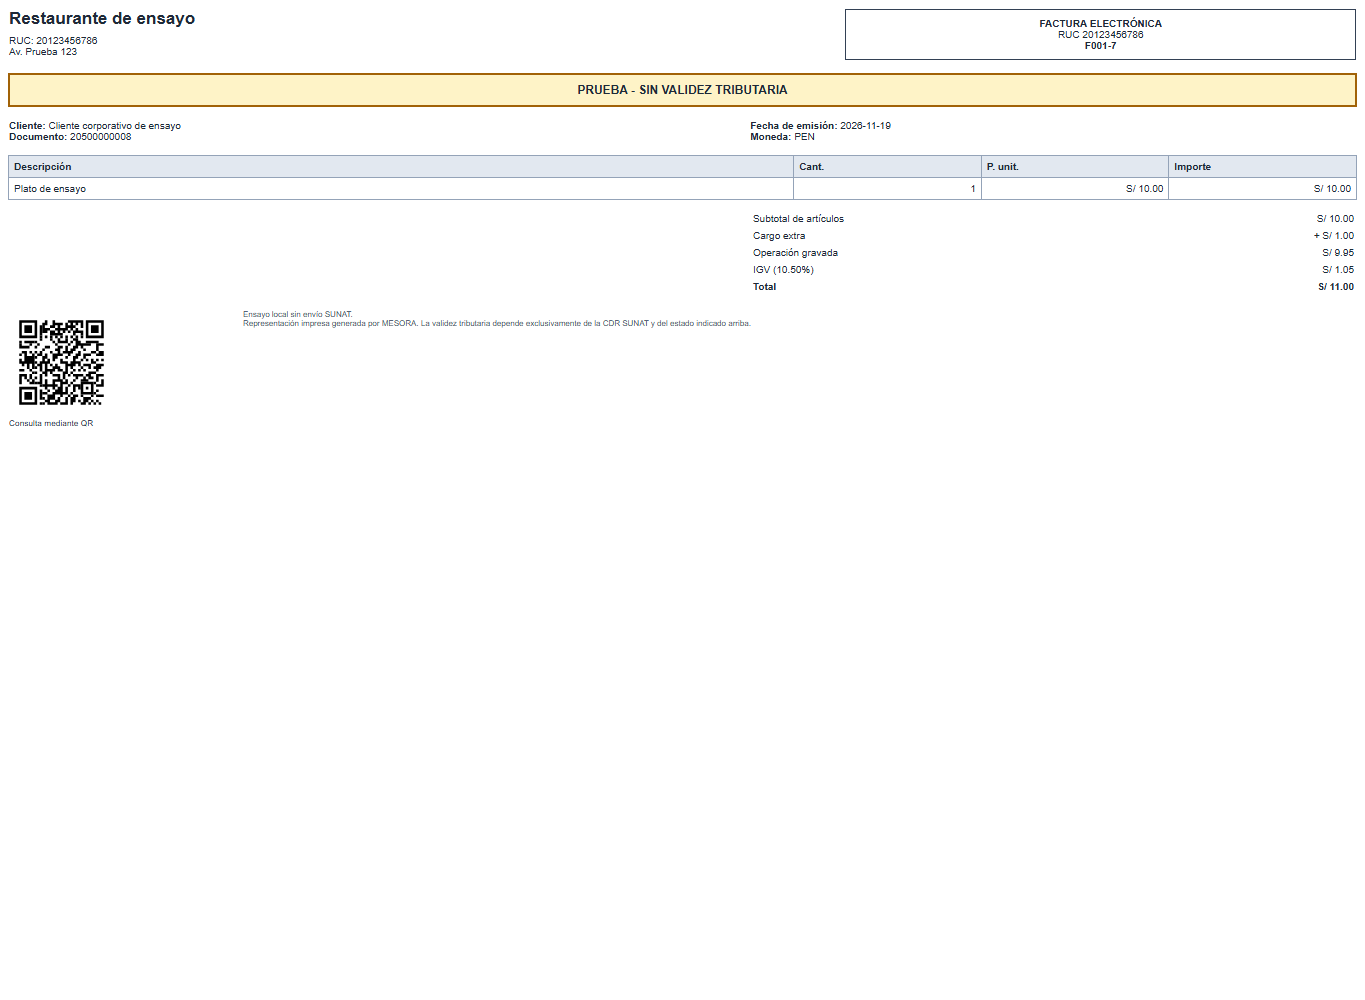 Restaurante de ensayo
RUC: 20123456786
Av. Prueba 123
FACTURA ELECTRÓNICA
RUC 20123456786
F001-7
PRUEBA - SIN VALIDEZ TRIBUTARIA
Cliente: Cliente corporativo de ensayo
Documento: 20500000008
Fecha de emisión: 2026-11-19
Moneda: PEN
Descripción Cant. P. unit. Importe
Plato de ensayo 1 S/ 10.00 S/ 10.00
Subtotal de artículos S/ 10.00
Cargo extra + S/ 1.00
Operación gravada S/ 9.95
IGV (10.50%) S/ 1.05
Total S/ 11.00
Ensayo local sin envío SUNAT.
Representación impresa generada por MESORA. La validez tributaria depende exclusivamente de la CDR SUNAT y del estado indicado arriba.
Consulta mediante QR